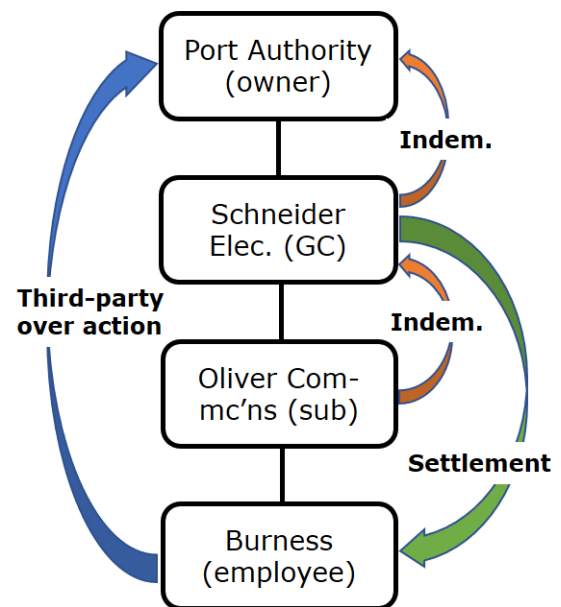 Port Authority
(owner)
Indem.
Schneider
Elec. (GC)
Third-party
over action
Indem.
Oliver Com-
mc'ns (sub)
Settlement
Burness
(employee)